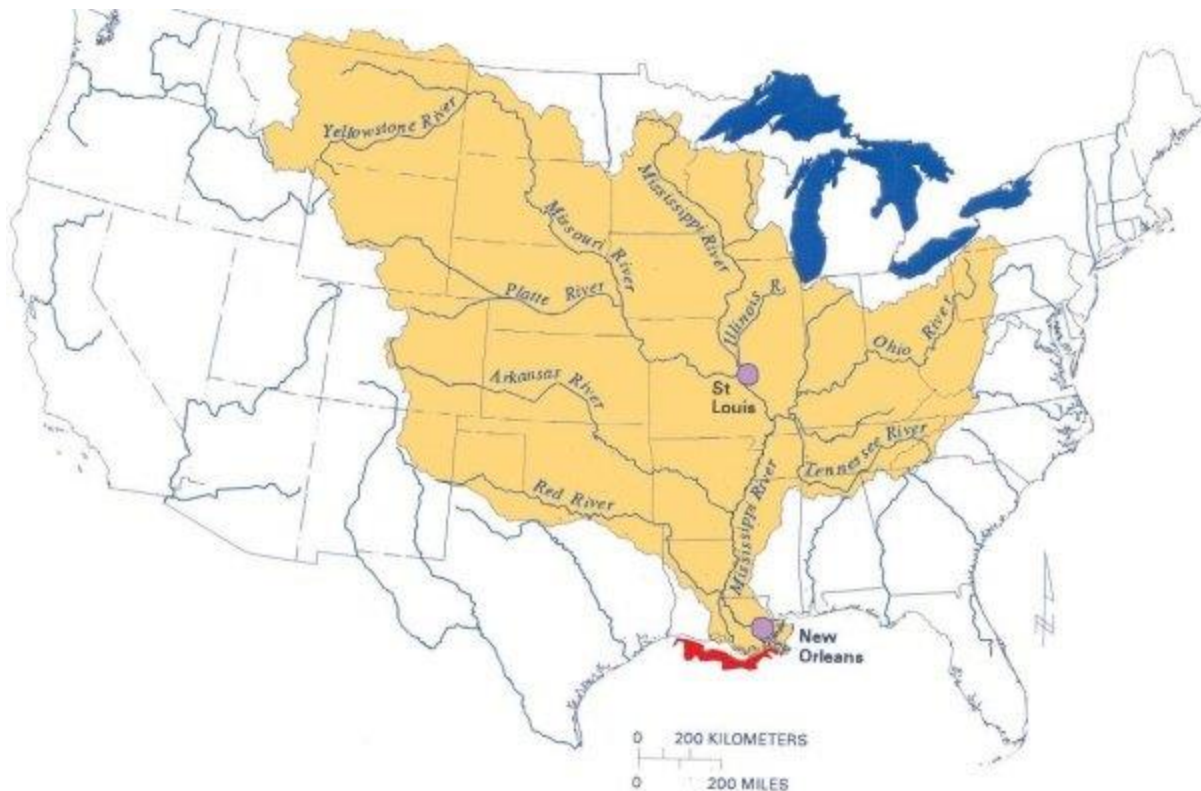 Yellowstone River
Missouri River
Mississippi River
Platte River
Illinois R.
Ohio River
Arkansas River
St
Louis
Tennessee River
Red River
Mississippi River
New
Orleans
0 200 KILOMETERS
0 200 MILES
N